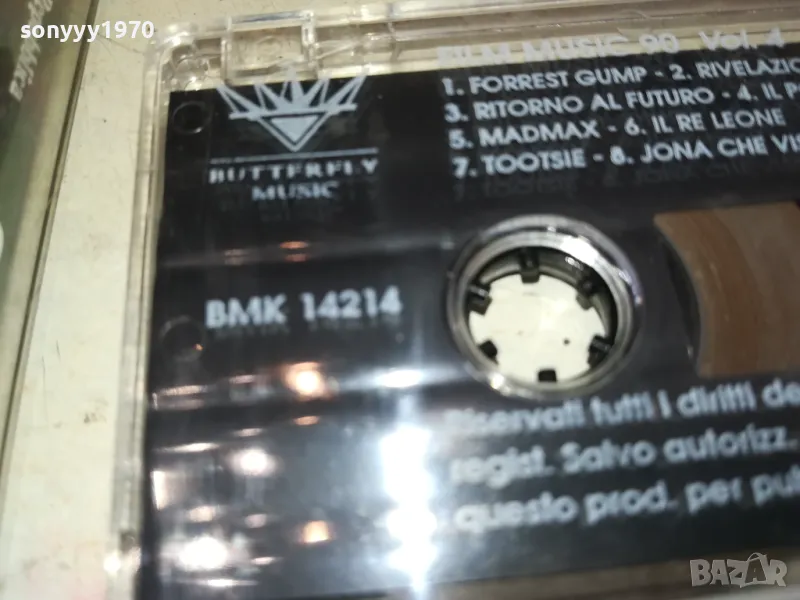 sonyyy1970
FILM MUSIC 90 Vol. 4
1. FORREST GUMP - 2. RIVELAZIO
3. RITORNO AL FUTURO - 4. IL P
5. MADMAX - 6. IL RE LEONE
7. TOOTSIE - 8. JONA CHE VIS
BUTTERFLY
MUSIC
BMK 14214
Riservati tutti i diritti de
regist. Salvo autorizz.
questo prod. per pub
BAZAR